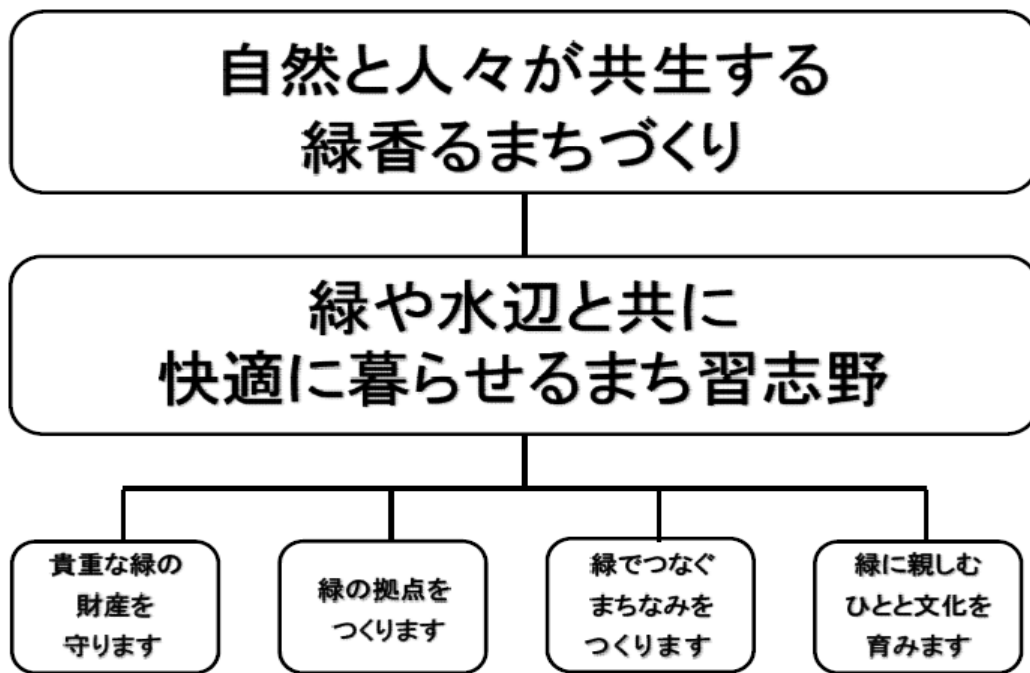 自然と人々が共生する
緑香るまちづくり
緑や水辺と共に
快適に暮らせるまち習志野
貴重な緑の
財産を
守ります
緑の拠点を
つくります
緑でつなぐ
まちなみを
つくります
緑に親しむ
ひとと文化を
育みます